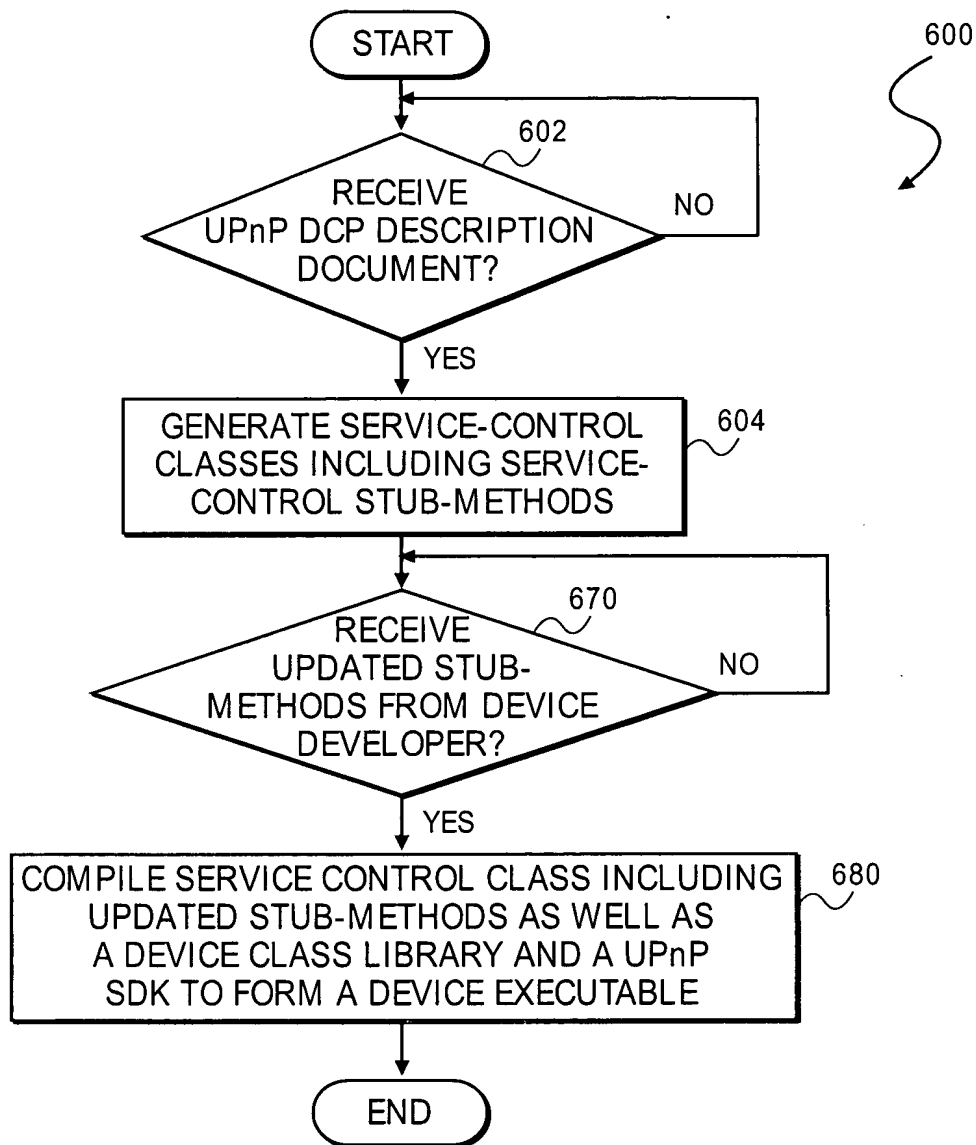 START
600
602
RECEIVE
UPnP DCP DESCRIPTION
DOCUMENT?
NO
YES
GENERATE SERVICE-CONTROL
CLASSES INCLUDING SERVICE-
CONTROL STUB-METHODS
604
670
RECEIVE
UPDATED STUB-
METHODS FROM DEVICE
DEVELOPER?
NO
YES
COMPILE SERVICE CONTROL CLASS INCLUDING
UPDATED STUB-METHODS AS WELL AS
A DEVICE CLASS LIBRARY AND A UPnP
SDK TO FORM A DEVICE EXECUTABLE
680
END